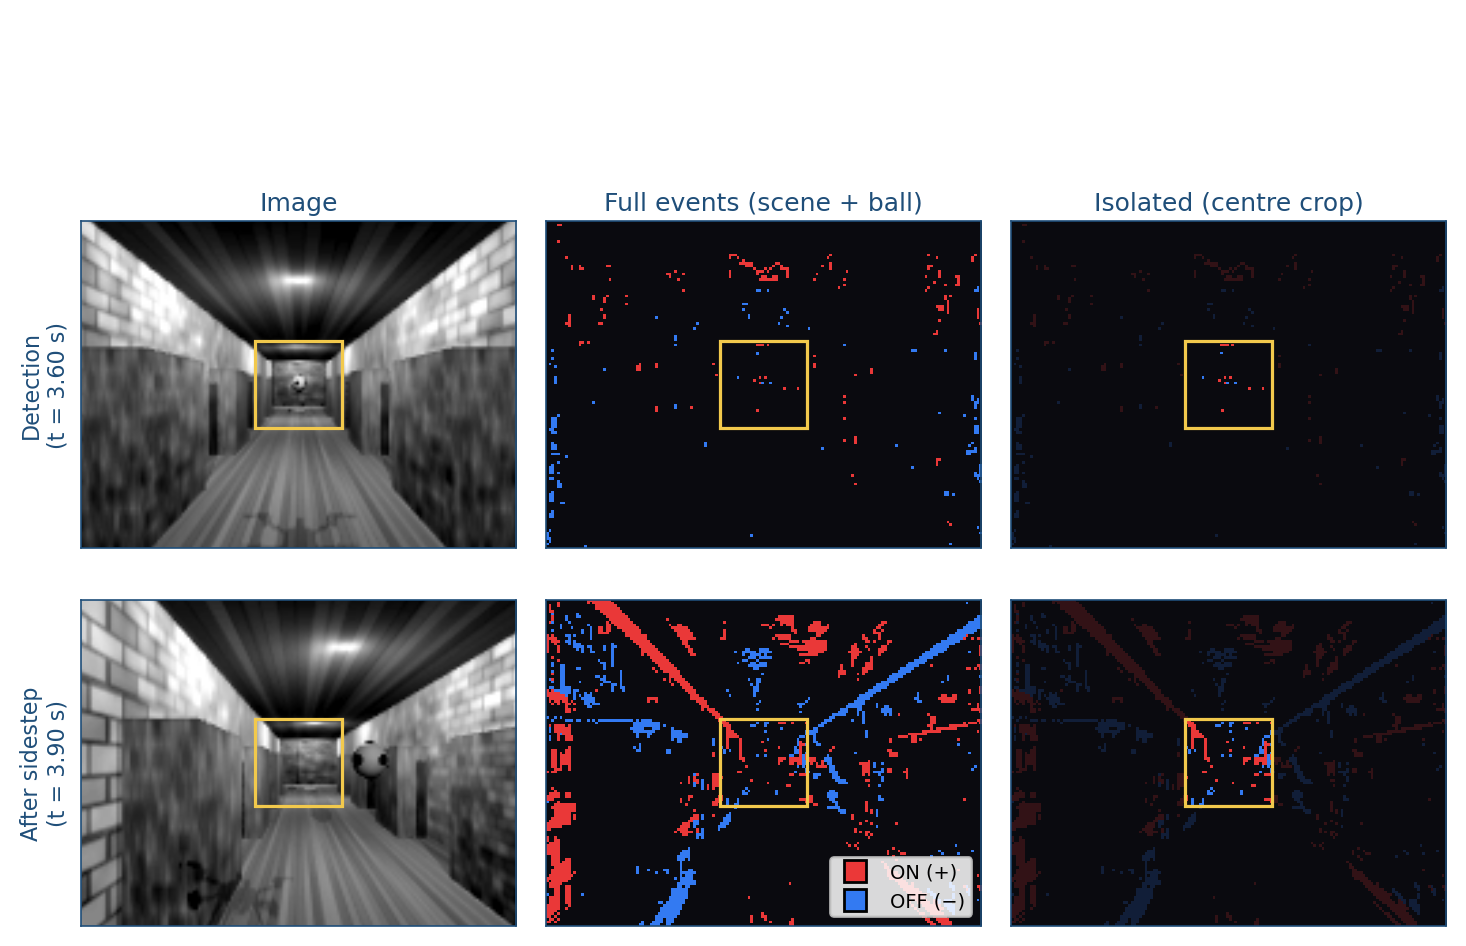 Image
Full events (scene + ball)
Isolated (centre crop)
Detection
(t = 3.60 s)
After sidestep
(t = 3.90 s)
ON (+)
OFF (−)